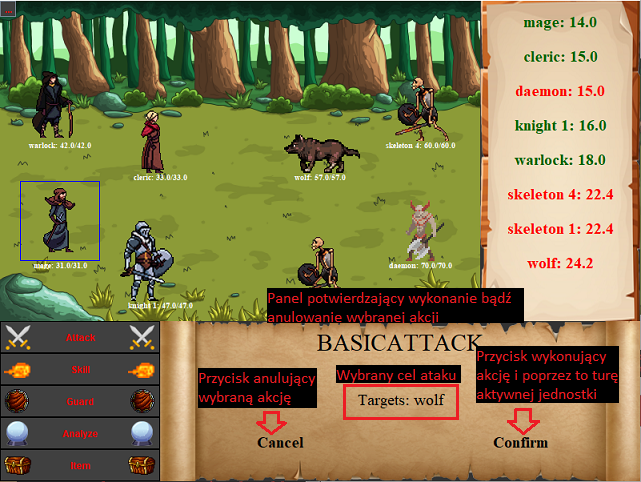 ...
mage: 14.0
cleric: 15.0
daemon: 15.0
knight 1: 16.0
warlock: 18.0
skeleton 4: 22.4
skeleton 1: 22.4
wolf: 24.2
warlock: 42.0/42.0
cleric: 33.0/33.0
wolf: 57.0/57.0
skeleton 4: 60.0/60.0
mage: 31.0/31.0
knight 1: 47.0/47.0
daemon: 70.0/70.0
Panel potwierdzający wykonanie bądź
anulowanie wybranej akcji
BASICATTACK
Attack
Skill
Guard
Analyze
Item
Przycisk anulujący
wybraną akcję
Cancel
Wybrany cel ataku
Targets: wolf
Przycisk wykonujący
akcję i poprzez to turę
aktywnej jednostki
Confirm